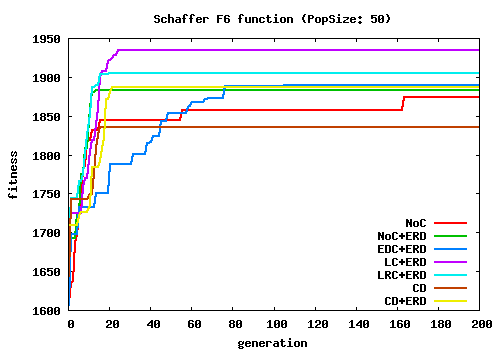 Schaffer F6 function (PopSize: 50)
1950
1900
1850
1800
1750
1700
1650
1600
fitness
NoC
NoC+ERD
EDC+ERD
LC+ERD
LRC+ERD
CD
CD+ERD
0 20 40 60 80 100 120 140 160 180 200
generation